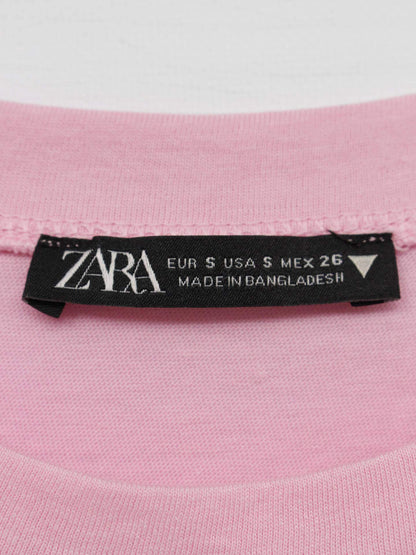 ZARA
EUR S USA S MEX 26
MADE IN BANGLADESH